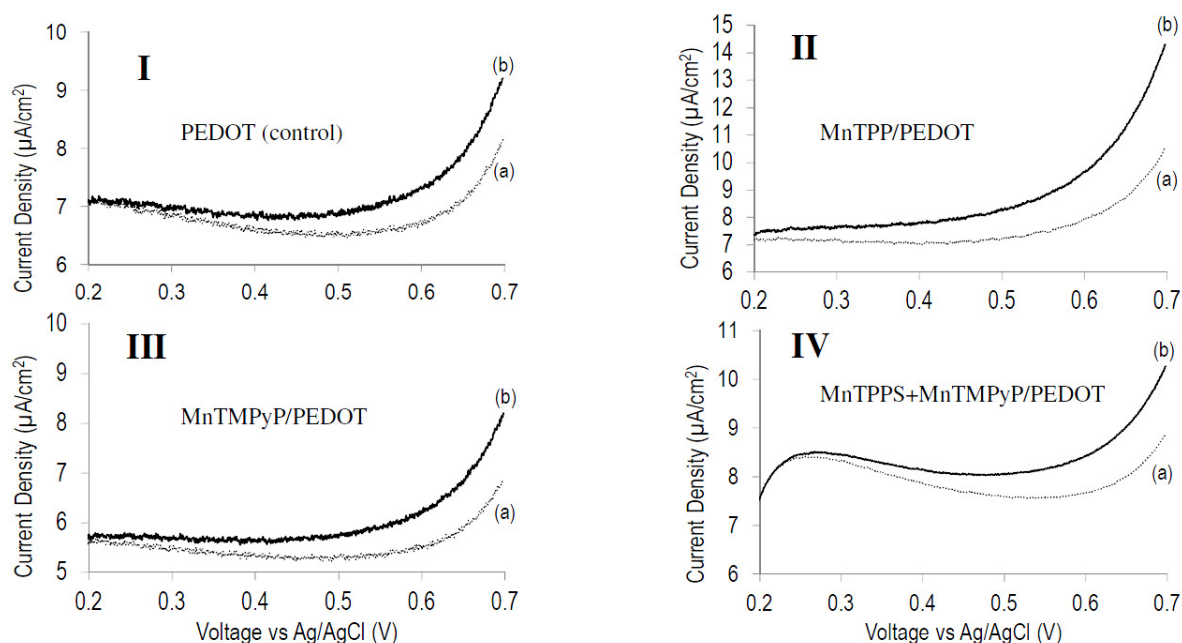 10
9
8
7
6
0.2 0.3 0.4 0.5 0.6 0.7
Current Density (µA/cm²)
I
PEDOT (control)
(b)
(a)
15
14
13
12
11
10
9
8
7
6
0.2 0.3 0.4 0.5 0.6 0.7
Current Density (µA/cm²)
II
MnTPP/PEDOT
(b)
(a)
10
9
8
7
6
5
0.2 0.3 0.4 0.5 0.6 0.7
Current Density (µA/cm²)
Voltage vs Ag/AgCl (V)
III
MnTMPyP/PEDOT
(b)
(a)
11
10
9
8
7
6
0.2 0.3 0.4 0.5 0.6 0.7
Current Density (µA/cm²)
Voltage vs Ag/AgCl (V)
IV
MnTPPS+MnTMPyP/PEDOT
(b)
(a)